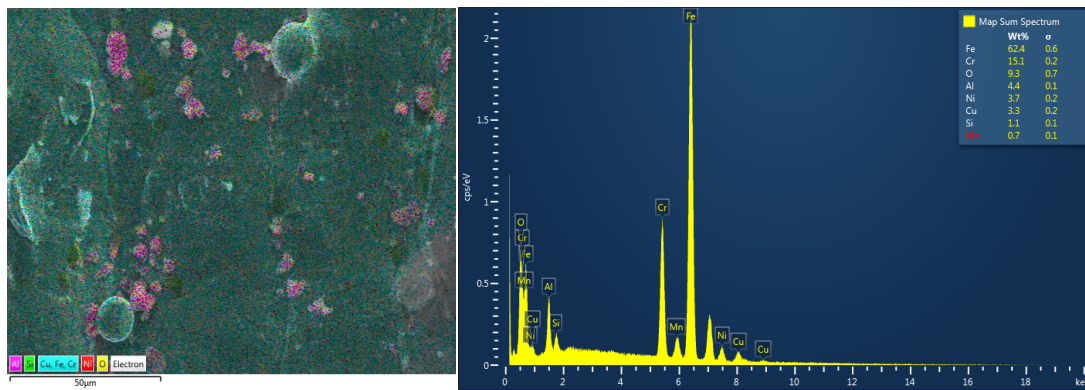 Al Si Cu, Fe, Cr Ni O Electron
50µm
Map Sum Spectrum
Wt% σ
Fe 62.4 0.6
Cr 15.1 0.2
O 9.3 0.7
Al 4.4 0.1
Ni 3.7 0.2
Cu 3.3 0.2
Si 1.1 0.1
Mn 0.7 0.1
cps/eV
2
1.5
1
0.5
0
Fe
Cr
O
Cr
Fe
Mn
Al
Si
Cu
Ni
Mn
Ni
Cu
Cu
0 2 4 6 8 10 12 14 16 18 ke